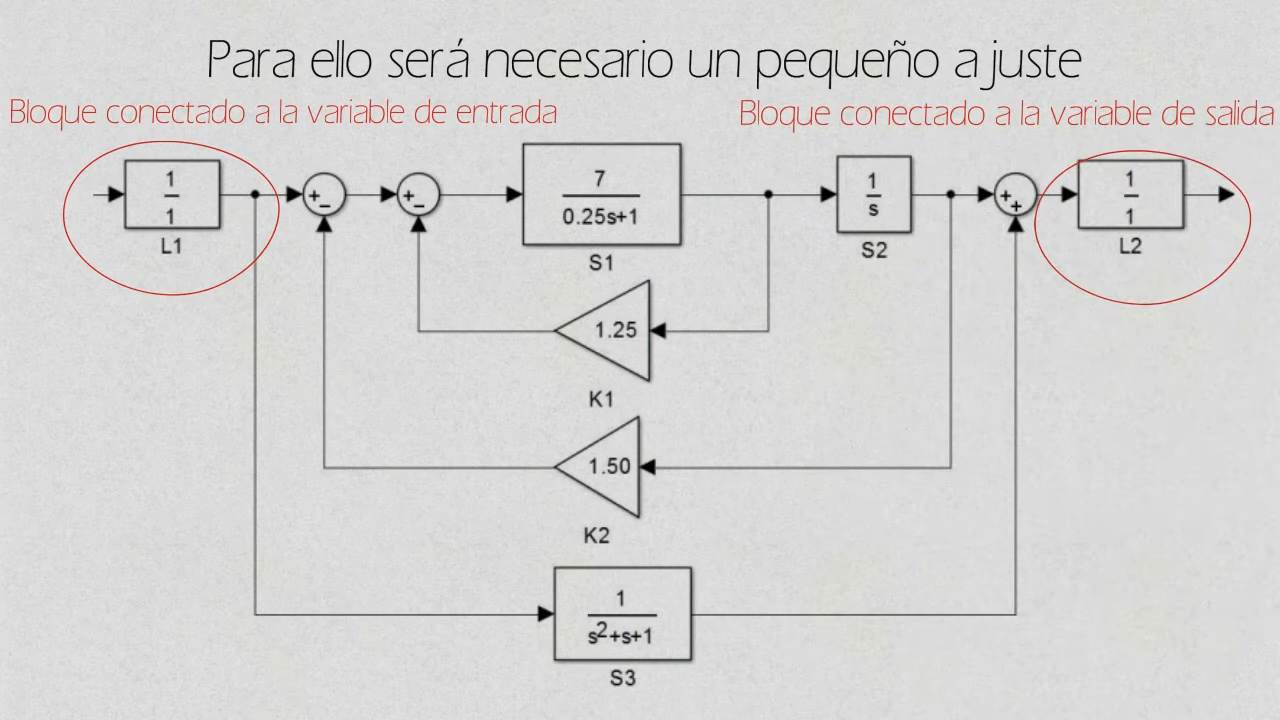 Para ello será necesario un pequeño ajuste
Bloque conectado a la variable de entrada
Bloque conectado a la variable de salida
1
1
L1
+
−
+
−
7
0.25s+1
S1
1
s
S2
+
+
1
1
L2
1.25
K1
1.50
K2
1
s²+s+1
S3